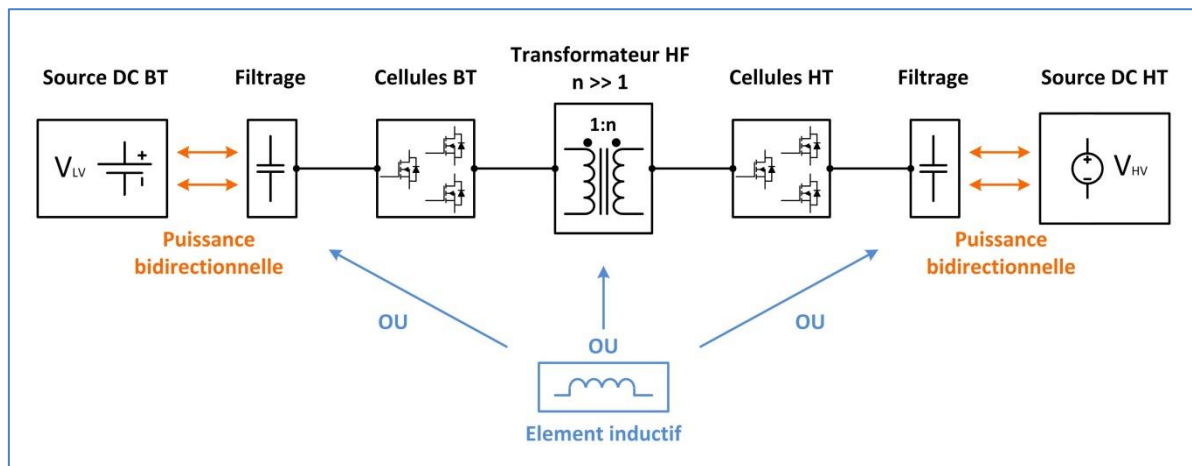 Transformateur HF
n >> 1
Source DC BT
Filtrage
Cellules BT
Cellules HT
Filtrage
Source DC HT
1:n
VLV
VHV
Puissance
bidirectionnelle
Puissance
bidirectionnelle
OU
OU
OU
Element inductif